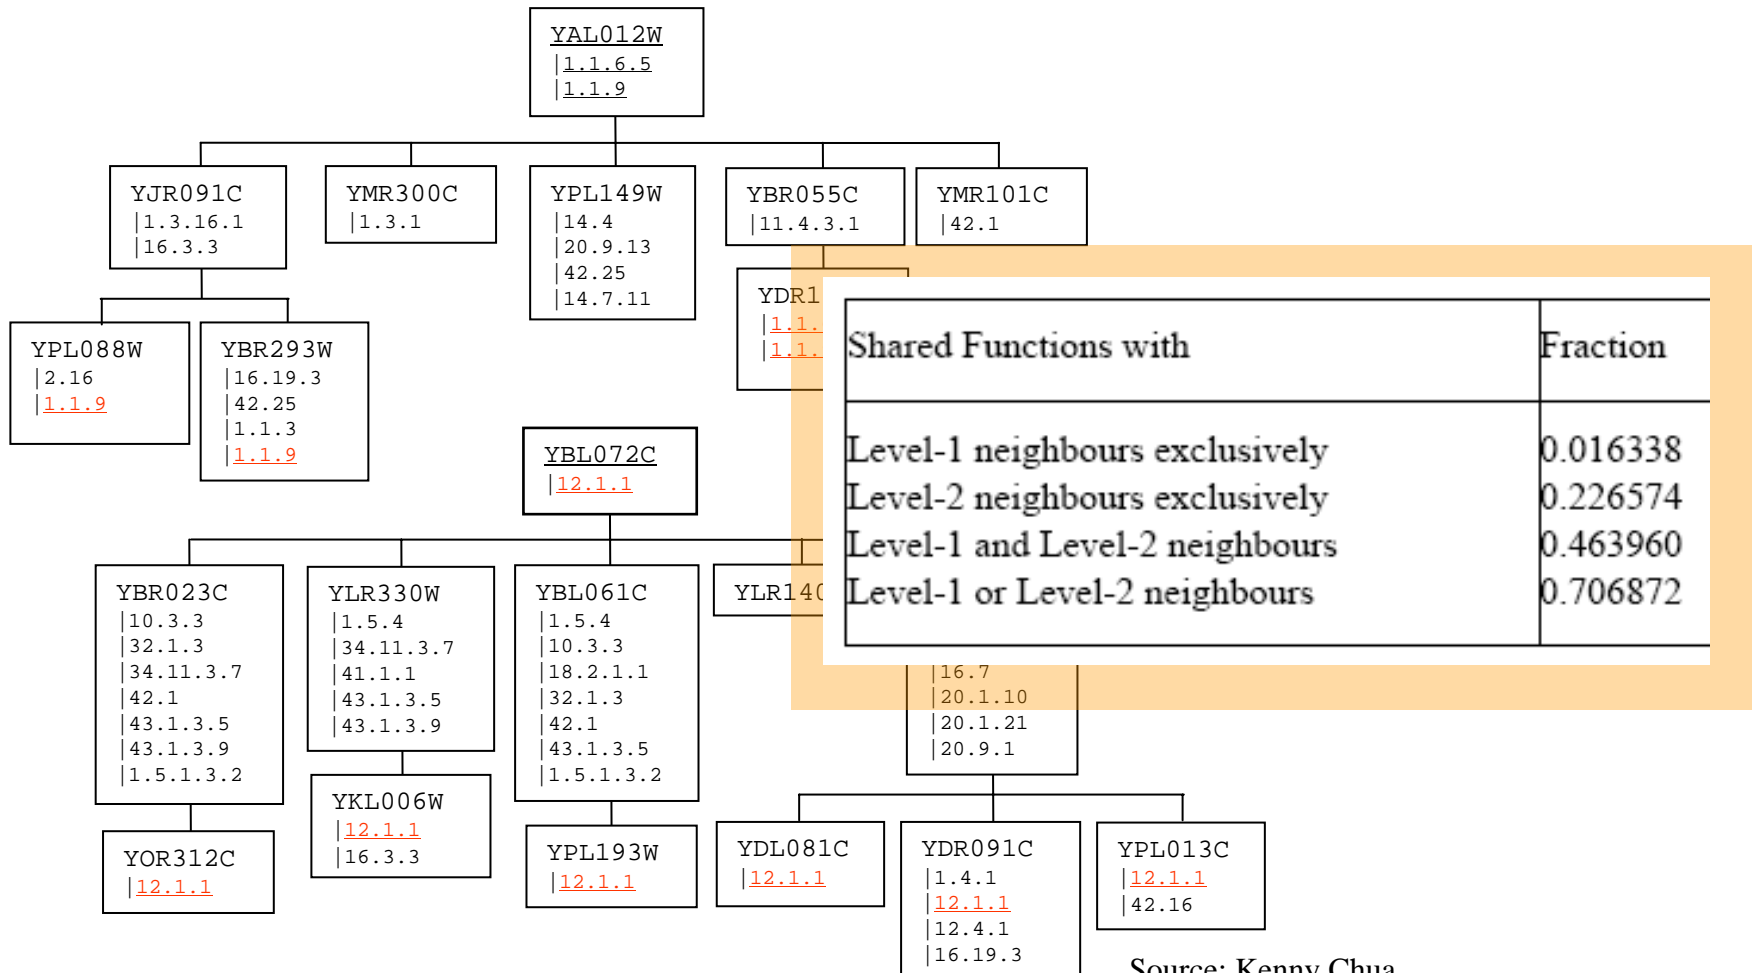 YAL012W
|1.1.6.5
|1.1.9
YJR091C
|1.3.16.1
|16.3.3
YMR300C
|1.3.1
YPL149W
|14.4
|20.9.13
|42.25
|14.7.11
YBR055C
|11.4.3.1
YMR101C
|42.1
YPL088W
|2.16
|1.1.9
YBR293W
|16.19.3
|42.25
|1.1.3
|1.1.9
YDR1
|1.1.
|1.1.
Shared Functions with Fraction
Level-1 neighbours exclusively 0.016338
Level-2 neighbours exclusively 0.226574
Level-1 and Level-2 neighbours 0.463960
Level-1 or Level-2 neighbours 0.706872
YBL072C
|12.1.1
YBR023C
|10.3.3
|32.1.3
|34.11.3.7
|42.1
|43.1.3.5
|43.1.3.9
|1.5.1.3.2
YLR330W
|1.5.4
|34.11.3.7
|41.1.1
|43.1.3.5
|43.1.3.9
YBL061C
|1.5.4
|10.3.3
|18.2.1.1
|32.1.3
|42.1
|43.1.3.5
|1.5.1.3.2
YLR140
|16.7
|20.1.10
|20.1.21
|20.9.1
YOR312C
|12.1.1
YKL006W
|12.1.1
|16.3.3
YPL193W
|12.1.1
YDL081C
|12.1.1
YDR091C
|1.4.1
|12.1.1
|12.4.1
|16.19.3
YPL013C
|12.1.1
|42.16
Source: Kenny Chua